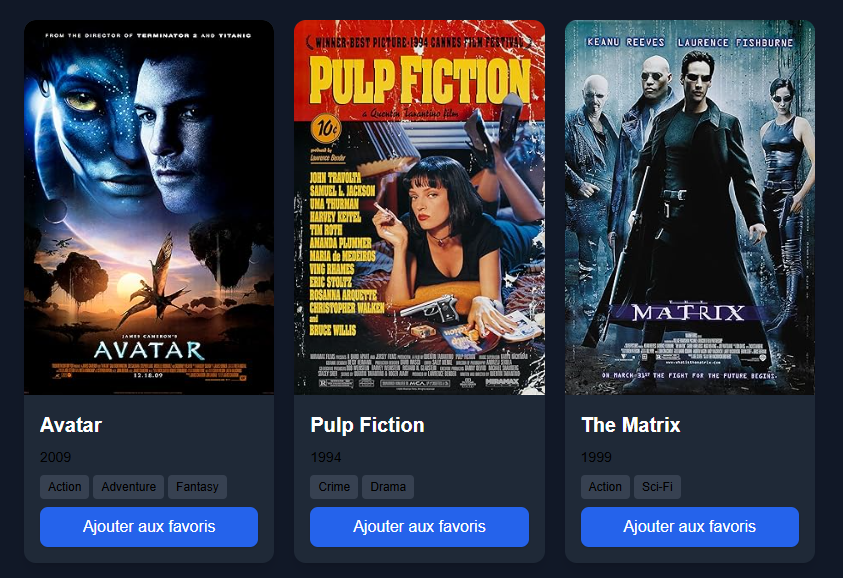 FROM THE DIRECTOR OF TERMINATOR 2 AND TITANIC
JAMES CAMERON'S
AVATAR
12.18.09
WINNER-BEST PICTURE-1994 CANNES FILM FESTIVAL
PULP FICTION
a Quentin Tarantino film
10¢
produced by
Lawrence Bender
JOHN TRAVOLTA
SAMUEL L. JACKSON
UMA THURMAN
HARVEY KEITEL
TIM ROTH
AMANDA PLUMMER
MARIA de MEDEIROS
VING RHAMES
ERIC STOLTZ
ROSANNA ARQUETTE
CHRISTOPHER WALKEN
and
BRUCE WILLIS
MIRAMAX
KEANU REEVES LAURENCE FISHBURNE
THE
MATRIX
www.whatisthematrix.com
ON MARCH 31ST THE FIGHT FOR THE FUTURE BEGINS.
Avatar
2009
Action Adventure Fantasy
Ajouter aux favoris
Pulp Fiction
1994
Crime Drama
Ajouter aux favoris
The Matrix
1999
Action Sci-Fi
Ajouter aux favoris